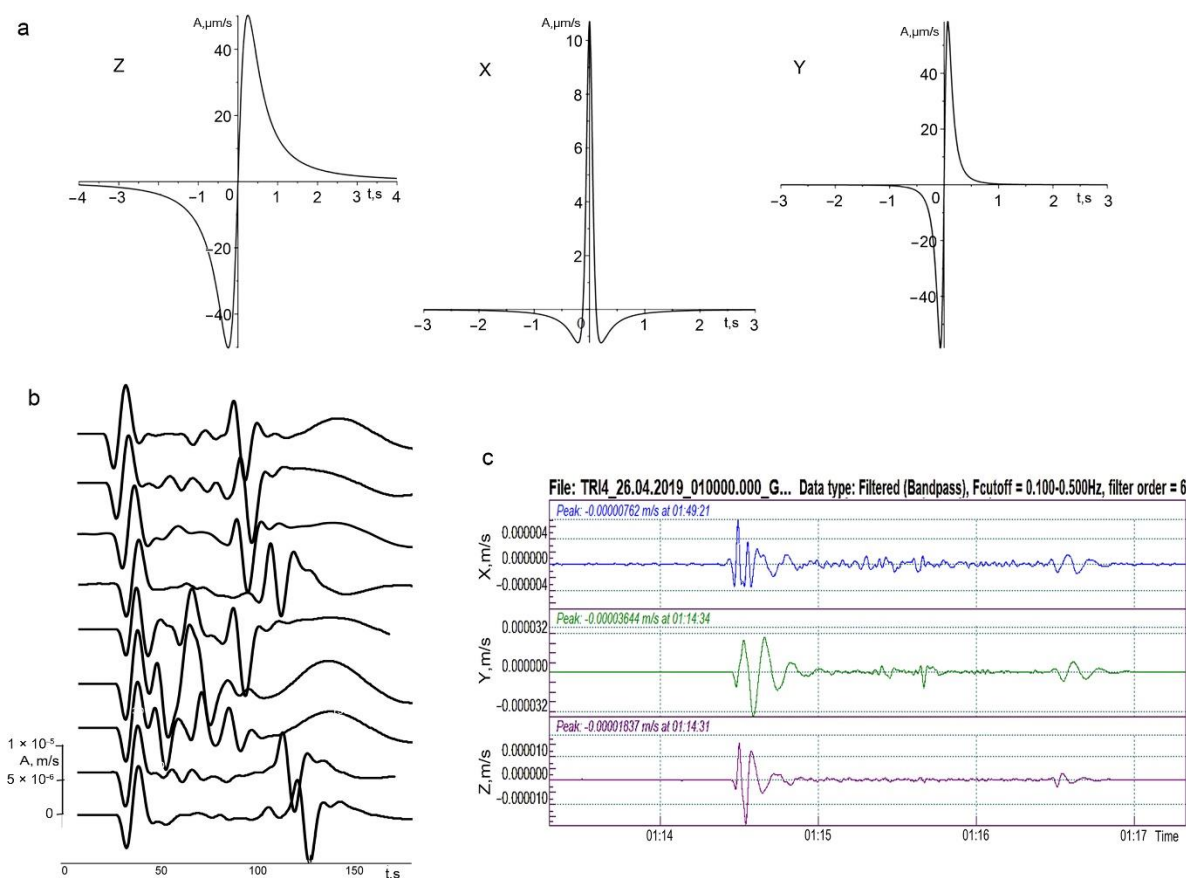 a
A,μm/s
40
20
0
−20
−40
−4
−3
−2
−1
1
2
3
t,s
4
Z
A,μm/s
10
8
6
4
2
0
−3
−2
−1
1
2
t,s
3
X
A,μm/s
40
20
0
−20
−40
−3
−2
−1
1
2
t,s
3
Y
b
1 × 10⁻⁵
A, m/s
5 × 10⁻⁶
0
0
50
100
150
t,s
c
File: TRI4_26.04.2019_010000.000_G... Data type: Filtered (Bandpass), Fcutoff = 0.100-0.500Hz, filter order = 6
Peak: -0.00000762 m/s at 01:49:21
X,m/s
0.000004
0.000000
−0.000004
Peak: -0.00003644 m/s at 01:14:34
Y,m/s
0.000032
0.000000
−0.000032
Peak: -0.00001837 m/s at 01:14:31
Z,m/s
0.000010
0.000000
−0.000010
01:14
01:15
01:16
01:17
Time